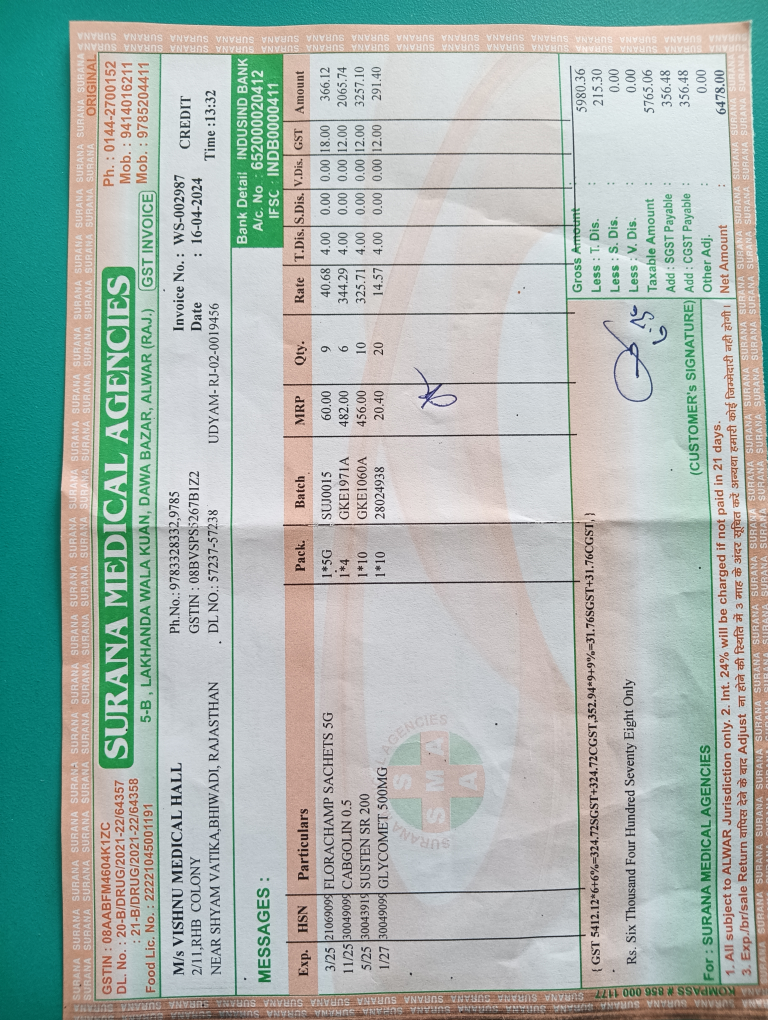 ORIGINAL
GSTIN : 08AABFM4604K1ZC
DL. No. : 20-B/DRUG/2021-22/64357
: 21-B/DRUG/2021-22/64358
Food Lic. No.: 22221045001191
SURANA MEDICAL AGENCIES
5-B, LAKHANDA WALA KUAN, DAWA BAZAR, ALWAR (RAJ.)
Ph. : 0144-2700152
Mob. : 9414016211
Mob. : 9785204411
GST INVOICE
M/s VISHNU MEDICAL HALL
2/11,RHB COLONY
NEAR SHYAM VATIKA,BHIWADI, RAJASTHAN
Ph.No.: 9783328332,9785
GSTIN : 08BVSPS5267B1Z2
DL NO.: 57237-57238
UDYAM-RJ-02-0019456
Invoice No.: WS-002987 CREDIT
Date : 16-04-2024 Time :13:32
MESSAGES :
Bank Detail : INDUSIND BANK
A/c. No : 65200000020412
IFSC : INDB0000411
Exp. HSN Particulars Pack. Batch MRP Qty. Rate T.Dis. S.Dis. V.Dis. GST Amount
3/25 21069099 FLORACHAMP SACHETS 5G 1*5G SUJ0015 60.00 9 40.68 4.00 0.00 0.00 18.00 366.12
11/25 30049099 CABGOLIN 0.5 1*4 GKE1971A 482.00 6 344.29 4.00 0.00 0.00 12.00 2065.74
5/25 3004391 SUSTEN SR 200 1*10 GKE1060A 456.00 10 325.71 4.00 0.00 0.00 12.00 3257.10
1/27 30049099 GLYCOMET 500MG 1*10 28024938 20.40 20 14.57 4.00 0.00 0.00 12.00 291.40
SURANA AGENCIES
S M A
{ GST 5412.12*6+6%=324.72SGST+324.72CGST,352.94*9+9%=31.76SGST+31.76CGST, }
Rs. Six Thousand Four Hundred Seventy Eight Only
Gross Amount 5980.36
Less : T. Dis. : 215.30
Less : S. Dis. : 0.00
Less : V. Dis. : 0.00
Taxable Amount : 5765.06
Add : SGST Payable : 356.48
Add : CGST Payable : 356.48
Other Adj. : 0.00
Net Amount : 6478.00
For : SURANA MEDICAL AGENCIES
(CUSTOMER's SIGNATURE)
1. All subject to ALWAR Jurisdiction only. 2. Int. 24% will be charged if not paid in 21 days.
3. Exp./br/sale Return वापिस देने के बाद Adjust ना होने की स्थिति में 3 माह के अंदर सूचित करें अन्यथा हमारी कोई जिम्मेदारी नही होगी।
KOMPASS # 856 000 1177